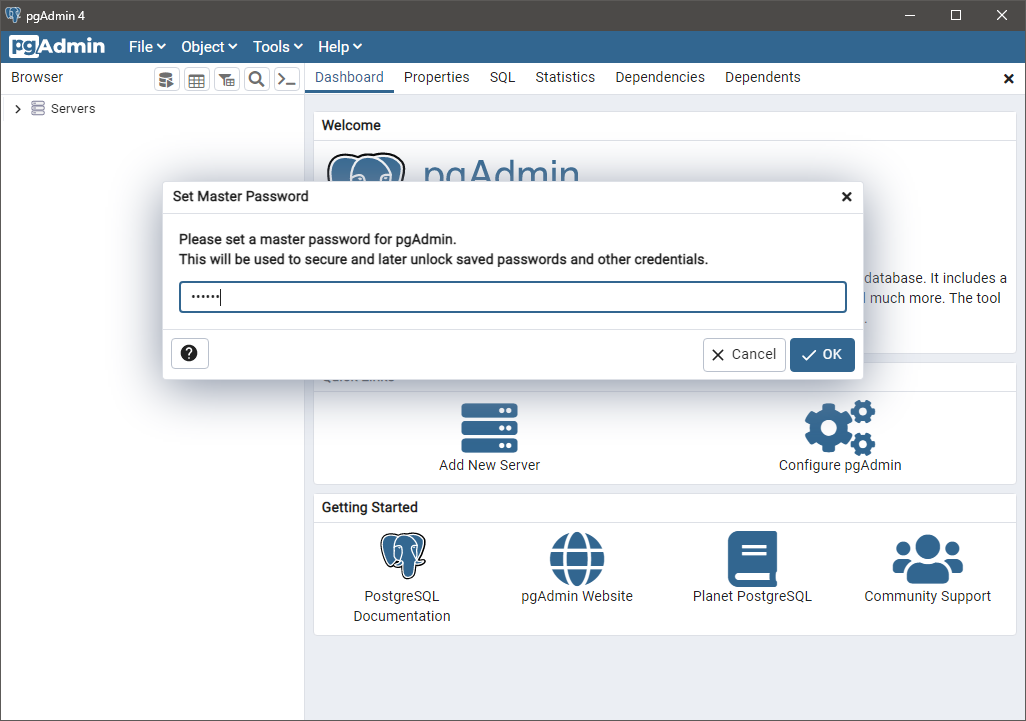 pgAdmin 4
pgAdmin File Object Tools Help
Browser
Dashboard Properties SQL Statistics Dependencies Dependents
Servers
Welcome
pgAdmin
Set Master Password
Please set a master password for pgAdmin.
This will be used to secure and later unlock saved passwords and other credentials.
••••••
database. It includes a
much more. The tool
Cancel OK
Quick Links
Add New Server Configure pgAdmin
Getting Started
PostgreSQL Documentation
pgAdmin Website
Planet PostgreSQL
Community Support